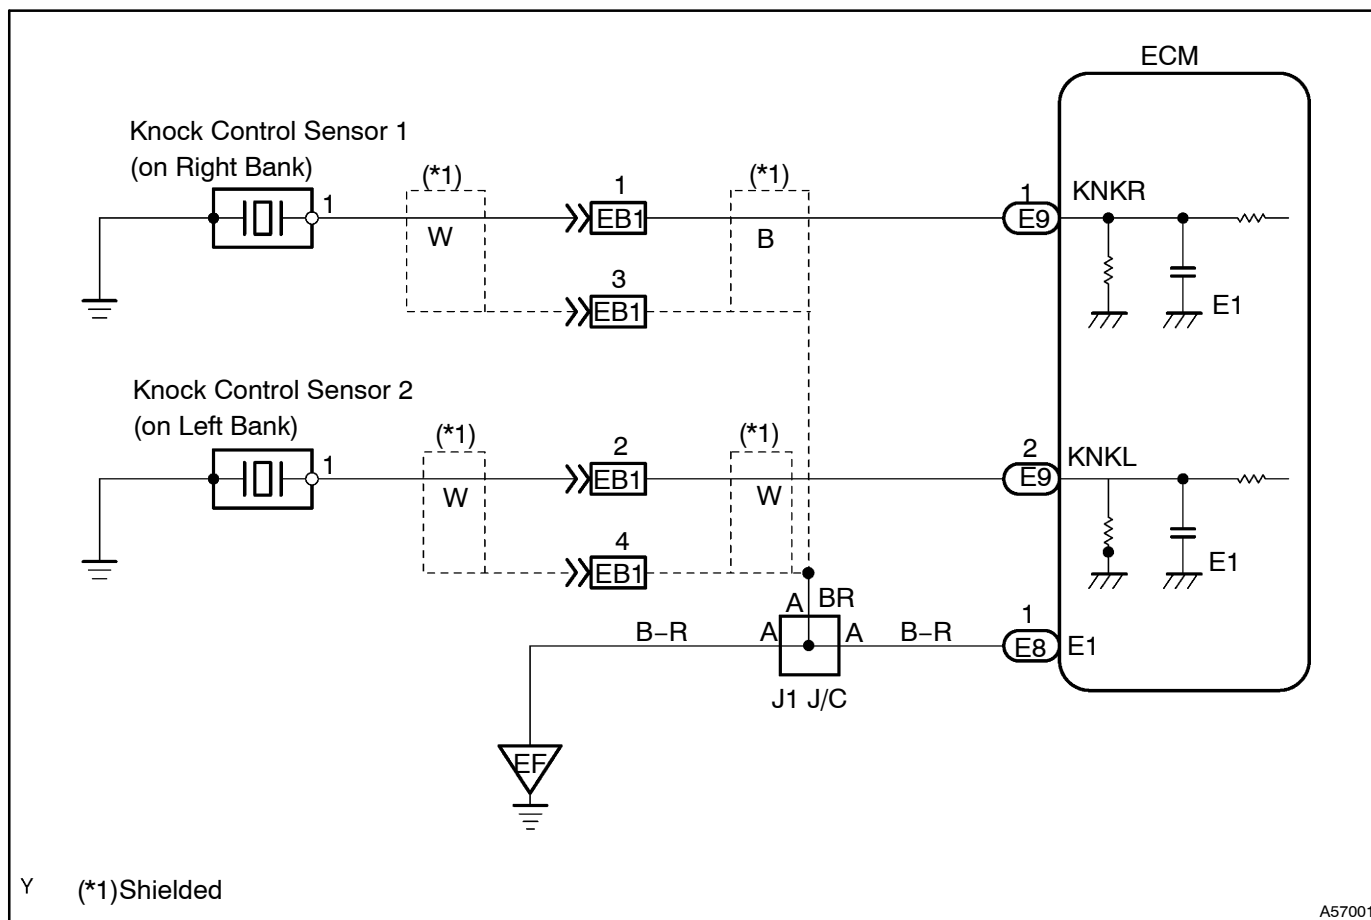 ECM
Knock Control Sensor 1
(on Right Bank)
(*1)
1
(*1)
1
KNKR
1
EB1
E9
W
B
3
EB1
E1
Knock Control Sensor 2
(on Left Bank)
(*1)
2
(*1)
2
KNKL
1
EB1
E9
W
W
4
EB1
E1
A
BR
1
B-R
A
A
B-R
E8
E1
J1 J/C
EF
Y
(*1)Shielded
A57001